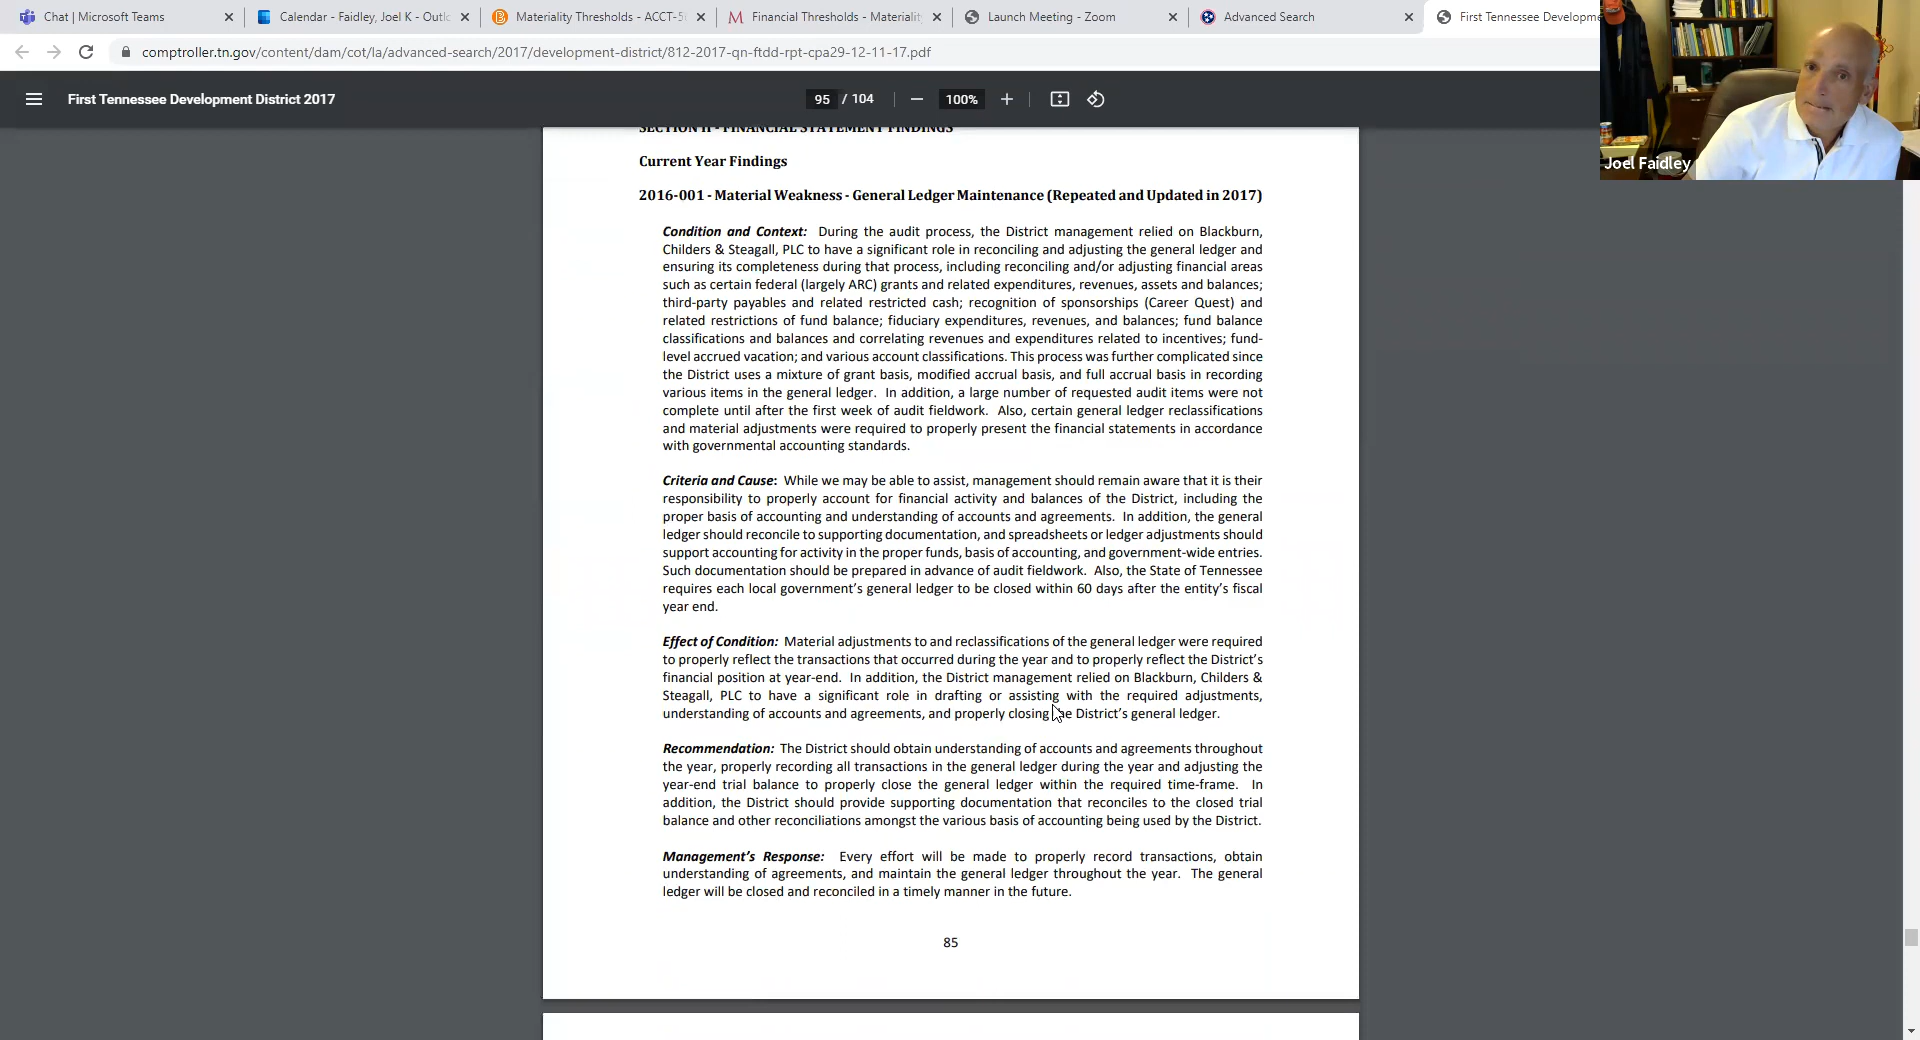 Chat | Microsoft Teams
Calendar - Faidley, Joel K - Outlo
Materiality Thresholds - ACCT-5
Financial Thresholds - Materiality
Launch Meeting - Zoom
Advanced Search
First Tennessee Developme
comptroller.tn.gov/content/dam/cot/la/advanced-search/2017/development-district/812-2017-qn-ftdd-rpt-cpa29-12-11-17.pdf
First Tennessee Development District 2017
95 / 104
100%
Joel Faidley
SECTION II - FINANCIAL STATEMENT FINDINGS
Current Year Findings
2016-001 - Material Weakness - General Ledger Maintenance (Repeated and Updated in 2017)
Condition and Context: During the audit process, the District management relied on Blackburn,
Childers & Steagall, PLC to have a significant role in reconciling and adjusting the general ledger and
ensuring its completeness during that process, including reconciling and/or adjusting financial areas
such as certain federal (largely ARC) grants and related expenditures, revenues, assets and balances;
third-party payables and related restricted cash; recognition of sponsorships (Career Quest) and
related restrictions of fund balance; fiduciary expenditures, revenues, and balances; fund balance
classifications and balances and correlating revenues and expenditures related to incentives; fund-
level accrued vacation; and various account classifications. This process was further complicated since
the District uses a mixture of grant basis, modified accrual basis, and full accrual basis in recording
various items in the general ledger. In addition, a large number of requested audit items were not
complete until after the first week of audit fieldwork. Also, certain general ledger reclassifications
and material adjustments were required to properly present the financial statements in accordance
with governmental accounting standards.
Criteria and Cause: While we may be able to assist, management should remain aware that it is their
responsibility to properly account for financial activity and balances of the District, including the
proper basis of accounting and understanding of accounts and agreements. In addition, the general
ledger should reconcile to supporting documentation, and spreadsheets or ledger adjustments should
support accounting for activity in the proper funds, basis of accounting, and government-wide entries.
Such documentation should be prepared in advance of audit fieldwork. Also, the State of Tennessee
requires each local government's general ledger to be closed within 60 days after the entity's fiscal
year end.
Effect of Condition: Material adjustments to and reclassifications of the general ledger were required
to properly reflect the transactions that occurred during the year and to properly reflect the District's
financial position at year-end. In addition, the District management relied on Blackburn, Childers &
Steagall, PLC to have a significant role in drafting or assisting with the required adjustments,
understanding of accounts and agreements, and properly closing the District's general ledger.
Recommendation: The District should obtain understanding of accounts and agreements throughout
the year, properly recording all transactions in the general ledger during the year and adjusting the
year-end trial balance to properly close the general ledger within the required time-frame. In
addition, the District should provide supporting documentation that reconciles to the closed trial
balance and other reconciliations amongst the various basis of accounting being used by the District.
Management's Response: Every effort will be made to properly record transactions, obtain
understanding of agreements, and maintain the general ledger throughout the year. The general
ledger will be closed and reconciled in a timely manner in the future.
85